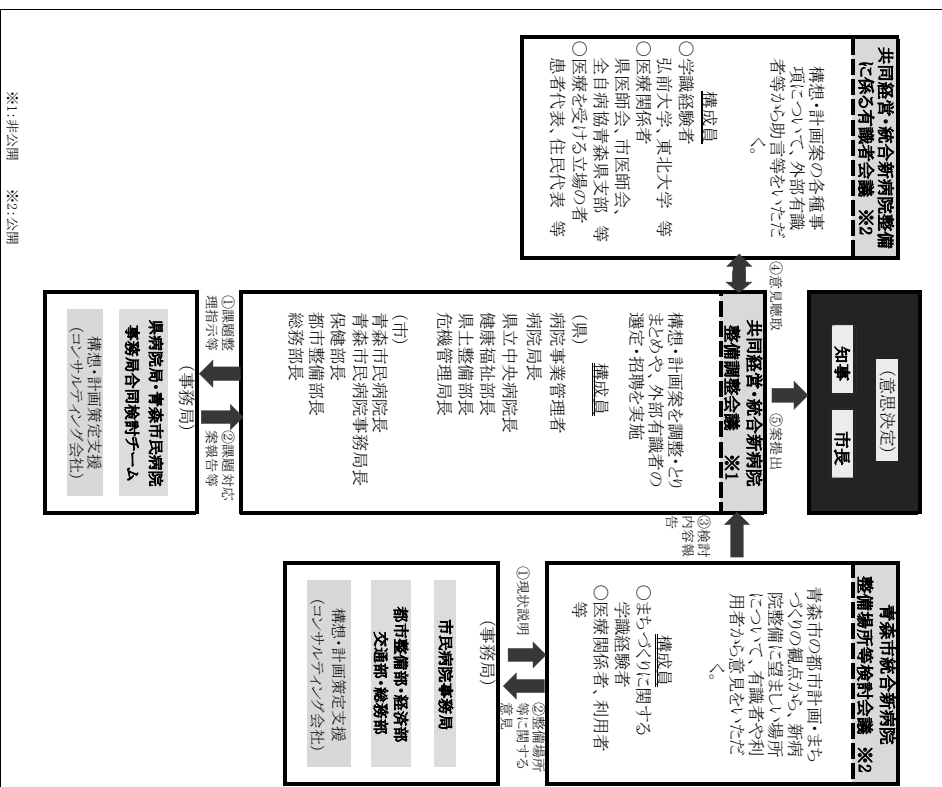 (意思決定)
知事
市長
④意見聴取
⑤案提出
共同経営・統合新病院整備
に係る有識者会議 ※2
構想・計画案の各種事
項について、外部有識
者等から助言等をいただ
く。
構成員
○学識経験者
弘前大学、東北大学 等
○医療関係者
県医師会、市医師会、
全自病協青森県支部 等
○医療を受ける立場の者
患者代表、住民代表 等
共同経営・統合新病院
整備調整会議 ※1
構想・計画案を調整・とり
まとめや、外部有識者の
選定・招聘を実施
構成員
(県)
病院事業管理者
病院局長
県立中央病院長
健康福祉部長
県土整備部長
危機管理局長
(市)
青森市民病院長
青森市民病院事務局長
保健部長
都市整備部長
総務部長
③検討
内容報
告
青森市統合新病院
整備場所等検討会議 ※2
青森市の都市計画・まち
づくりの観点から、新病
院整備に望ましい場所
について、有識者や利
用者から意見をいただ
く。
構成員
○まちづくりに関する
学識経験者
○医療関係者、利用者
等
①課題整
理指示等
②課題対応
案報告等
(事務局)
県病院局・青森市民病院
事務局合同検討チーム
構想・計画策定支援
(コンサルティング会社)
①現状説明
②整備場所
等に関する
意見
(事務局)
市民病院事務局
都市整備部・経済部
交通部・総務部
構想・計画策定支援
(コンサルティング会社)
※1:非公開 ※2:公開